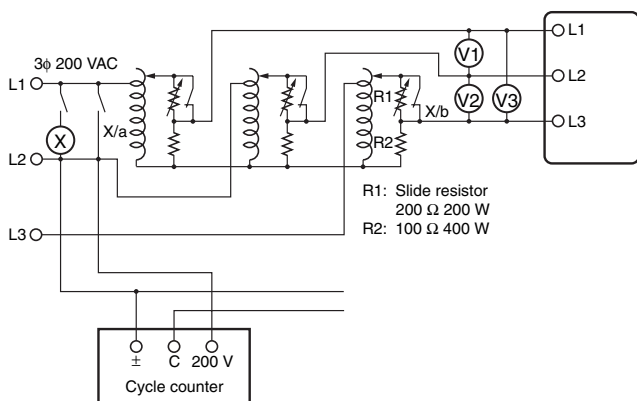 3ϕ 200 VAC
L1
X/a
X
L2
L3
R1
R2
X/b
V1
V2
V3
L1
L2
L3
R1: Slide resistor
200 Ω 200 W
R2: 100 Ω 400 W
± C 200 V
Cycle counter